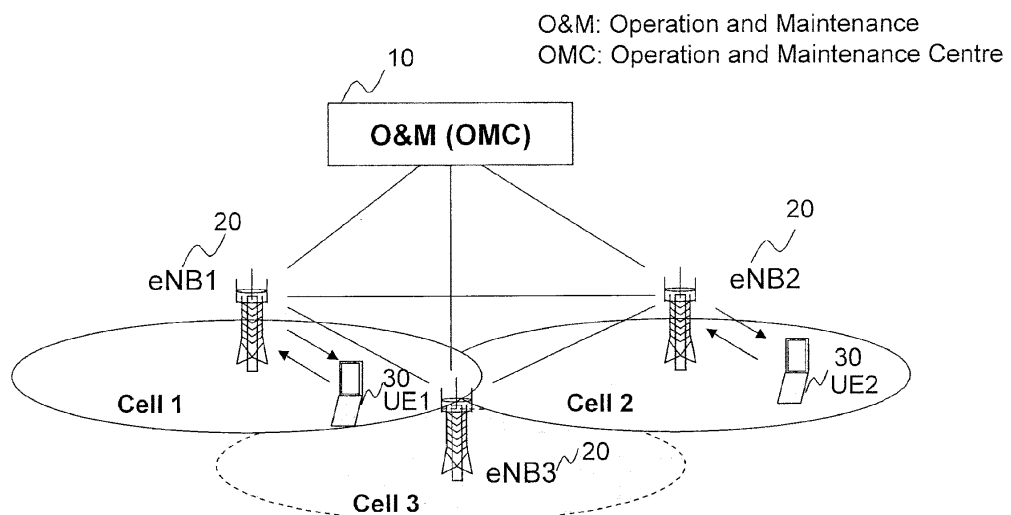 O&M: Operation and Maintenance
OMC: Operation and Maintenance Centre
10
O&M (OMC)
20
eNB1
20
eNB2
30
UE1
30
UE2
Cell 1
Cell 2
20
eNB3
Cell 3